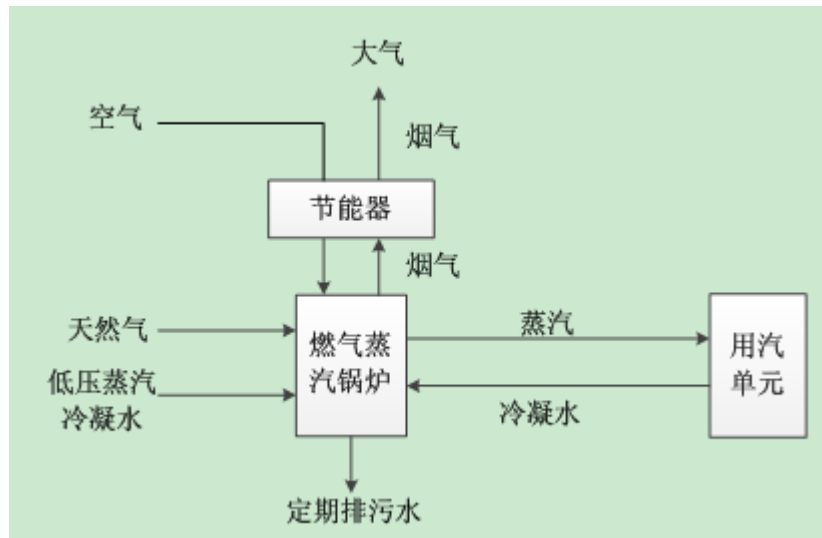 大气
空气
烟气
节能器
烟气
天然气
燃气蒸
汽锅炉
蒸汽
用汽
单元
低压蒸汽
冷凝水
冷凝水
定期排污水